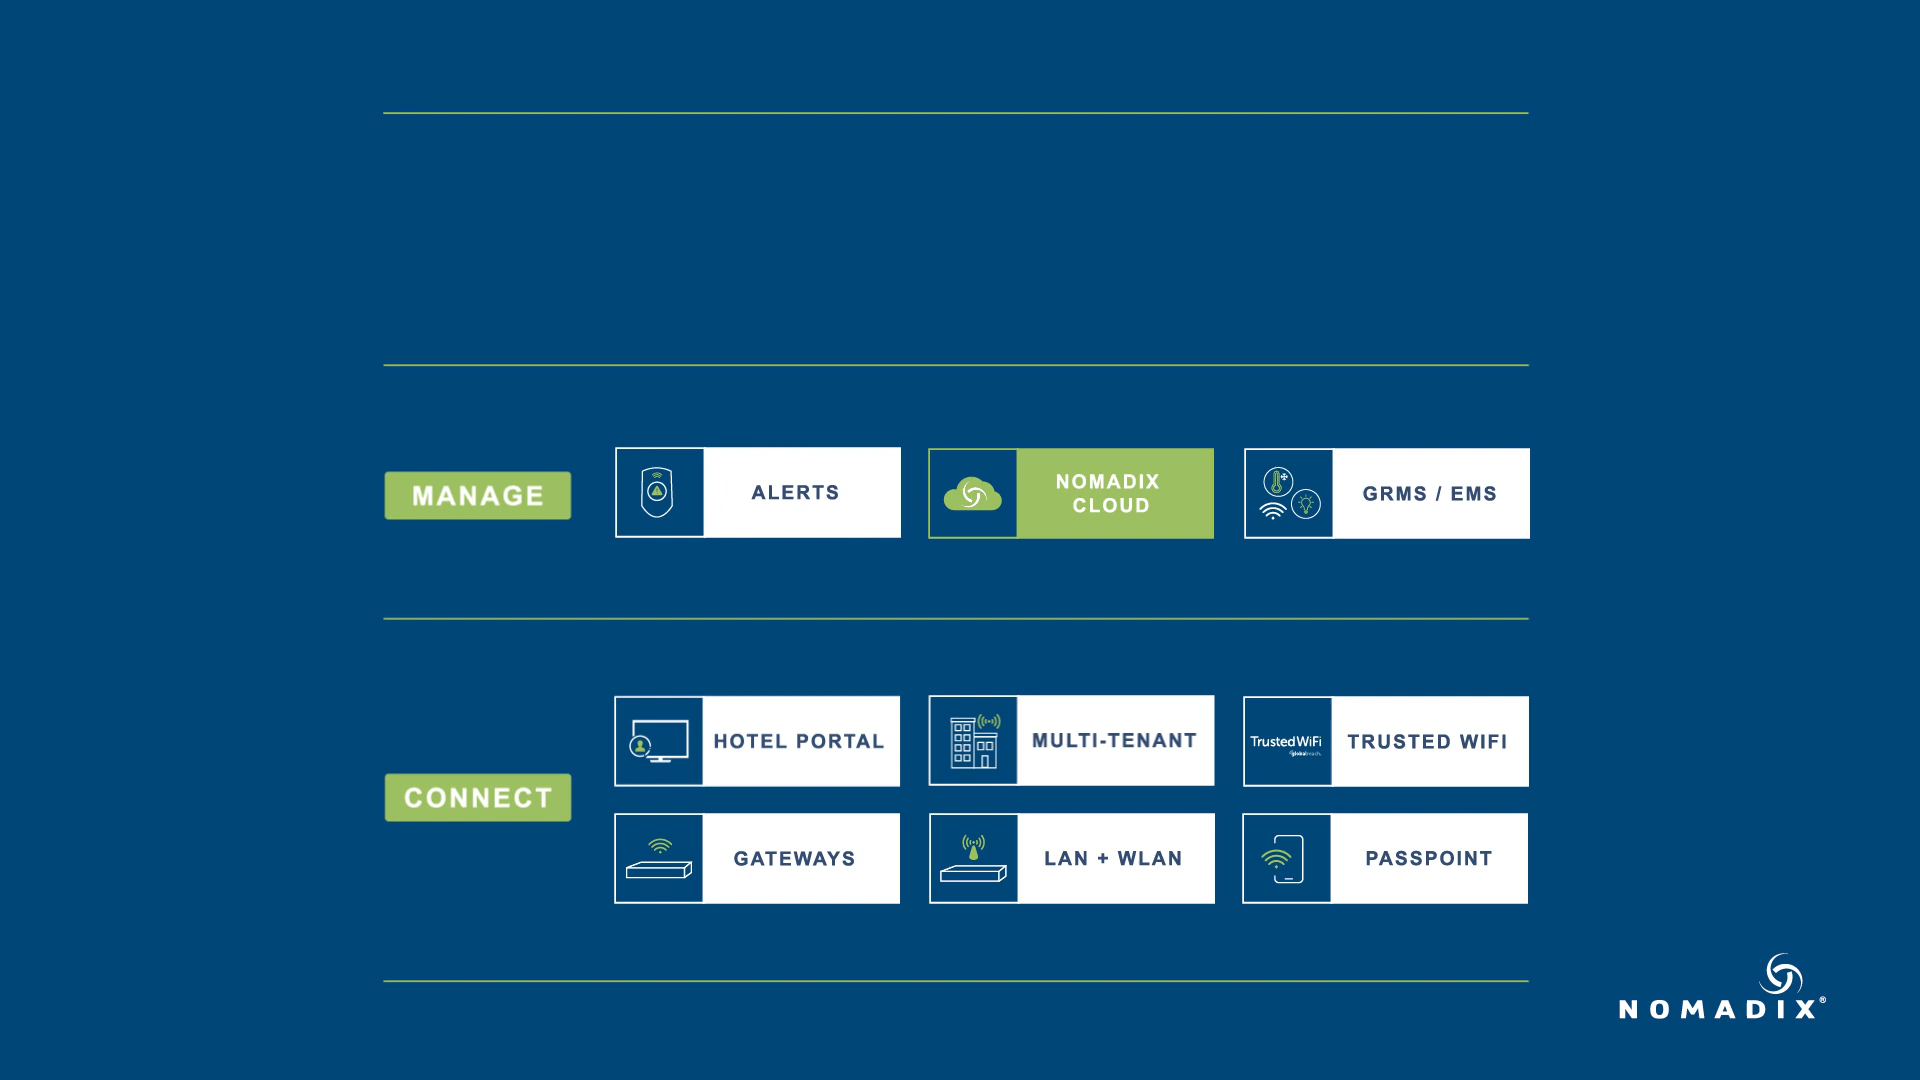 MANAGE
ALERTS
NOMADIX
CLOUD
GRMS / EMS
CONNECT
HOTEL PORTAL
MULTI-TENANT
TrustedWiFi
globalreach
TRUSTED WIFI
GATEWAYS
LAN + WLAN
PASSPOINT
NOMADIX®